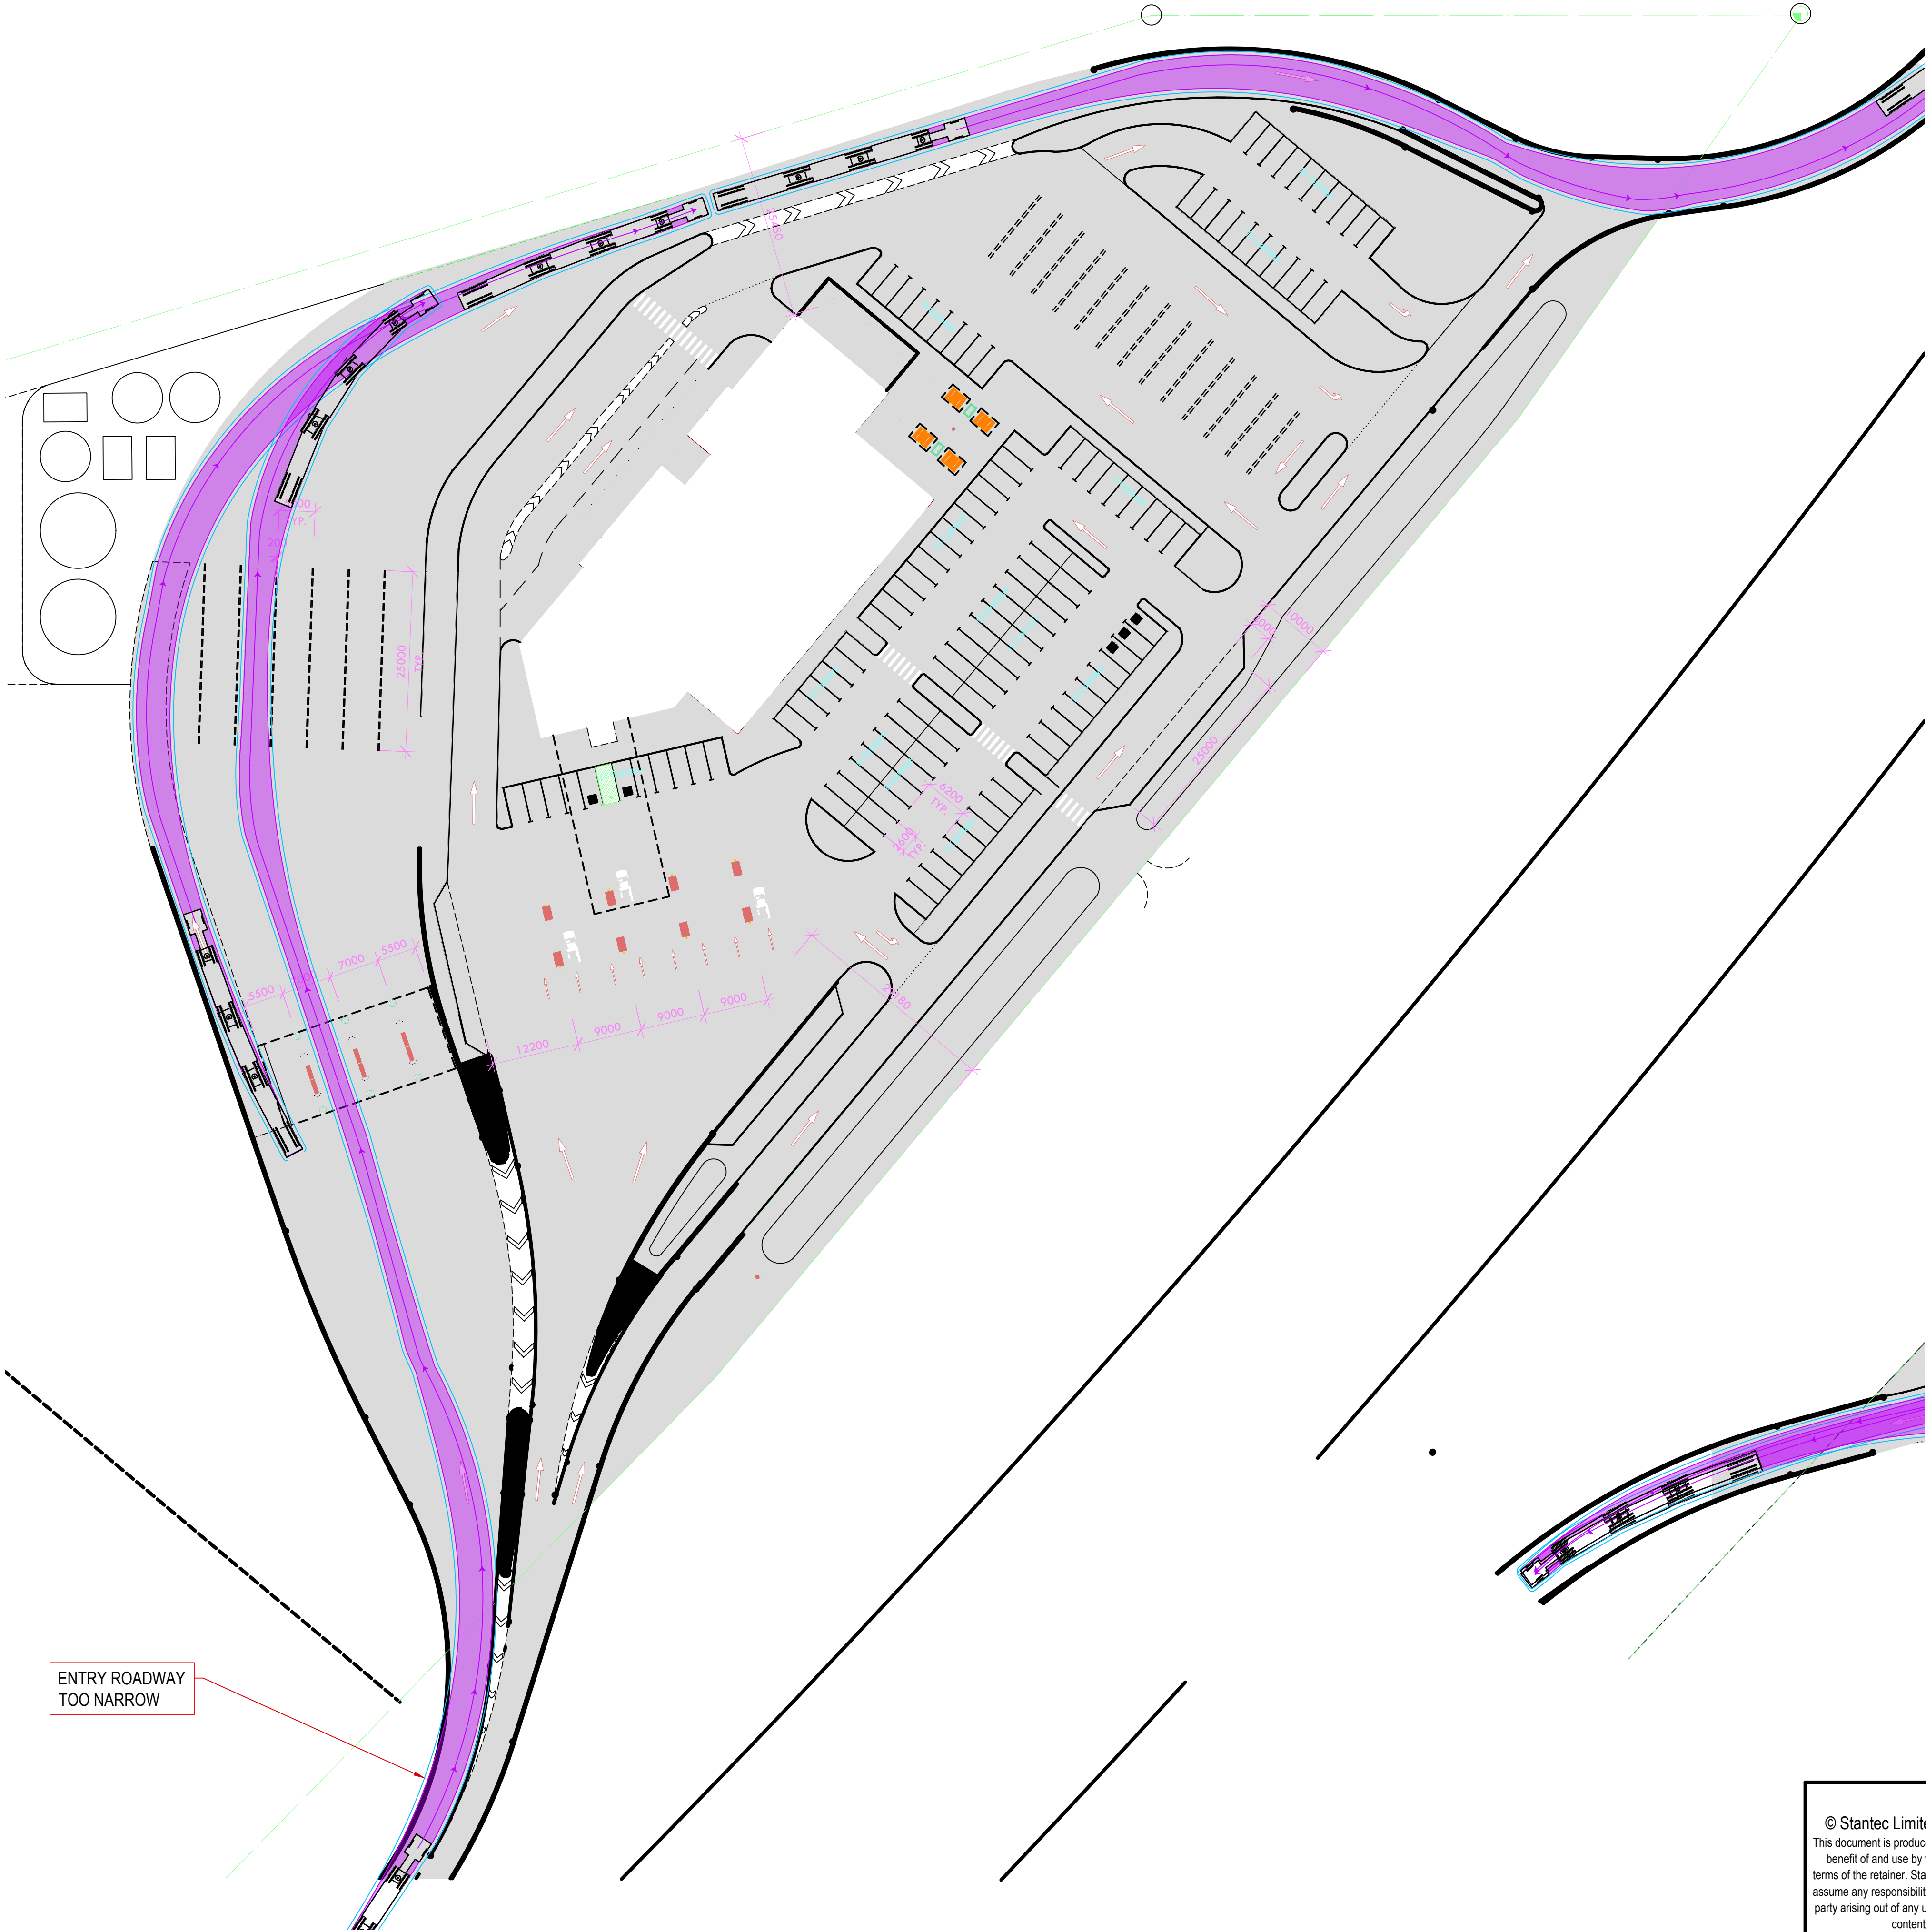 25000
TYP.
5500
7000
5500
12200
9000
9000
9000
6200
TYP.
2600
TYP.
10000
25000
ENTRY ROADWAY
TOO NARROW
© Stantec Limite
This document is produc
benefit of and use by
terms of the retainer. Sta
assume any responsibilit
party arising out of any u
content